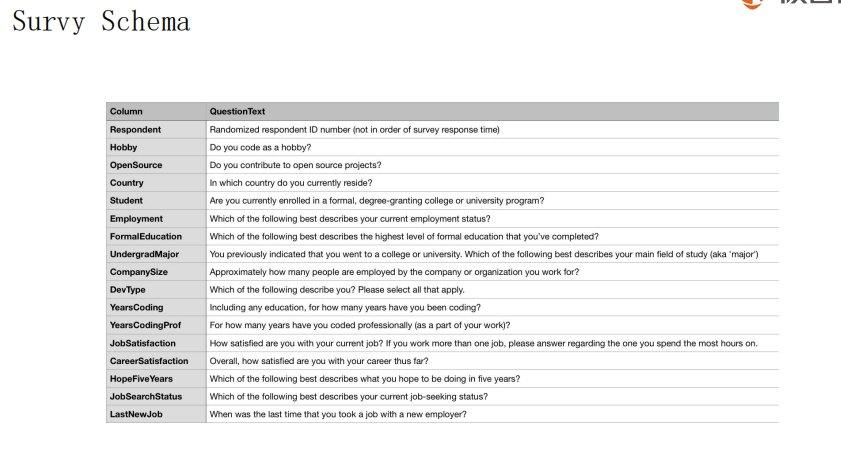 Survy Schema
Column QuestionText
Respondent Randomized respondent ID number (not in order of survey response time)
Hobby Do you code as a hobby?
OpenSource Do you contribute to open source projects?
Country In which country do you currently reside?
Student Are you currently enrolled in a formal, degree-granting college or university program?
Employment Which of the following best describes your current employment status?
FormalEducation Which of the following best describes the highest level of formal education that you've completed?
UndergradMajor You previously indicated that you went to a college or university. Which of the following best describes your main field of study (aka 'major')
CompanySize Approximately how many people are employed by the company or organization you work for?
DevType Which of the following describe you? Please select all that apply.
YearsCoding Including any education, for how many years have you been coding?
YearsCodingProf For how many years have you coded professionally (as a part of your work)?
JobSatisfaction How satisfied are you with your current job? If you work more than one job, please answer regarding the one you spend the most hours on.
CareerSatisfaction Overall, how satisfied are you with your career thus far?
HopeFiveYears Which of the following best describes what you hope to be doing in five years?
JobSearchStatus Which of the following best describes your current job-seeking status?
LastNewJob When was the last time that you took a job with a new employer?